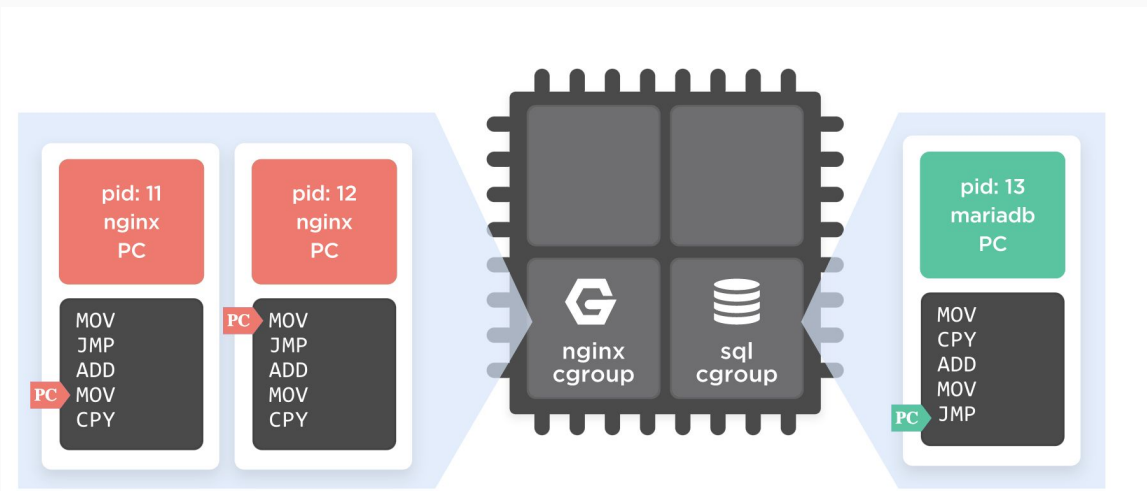 pid: 11
nginx
PC
MOV
JMP
ADD
PC
MOV
CPY
pid: 12
nginx
PC
PC
MOV
JMP
ADD
MOV
CPY
nginx
cgroup
sql
cgroup
pid: 13
mariadb
PC
MOV
CPY
ADD
MOV
PC
JMP